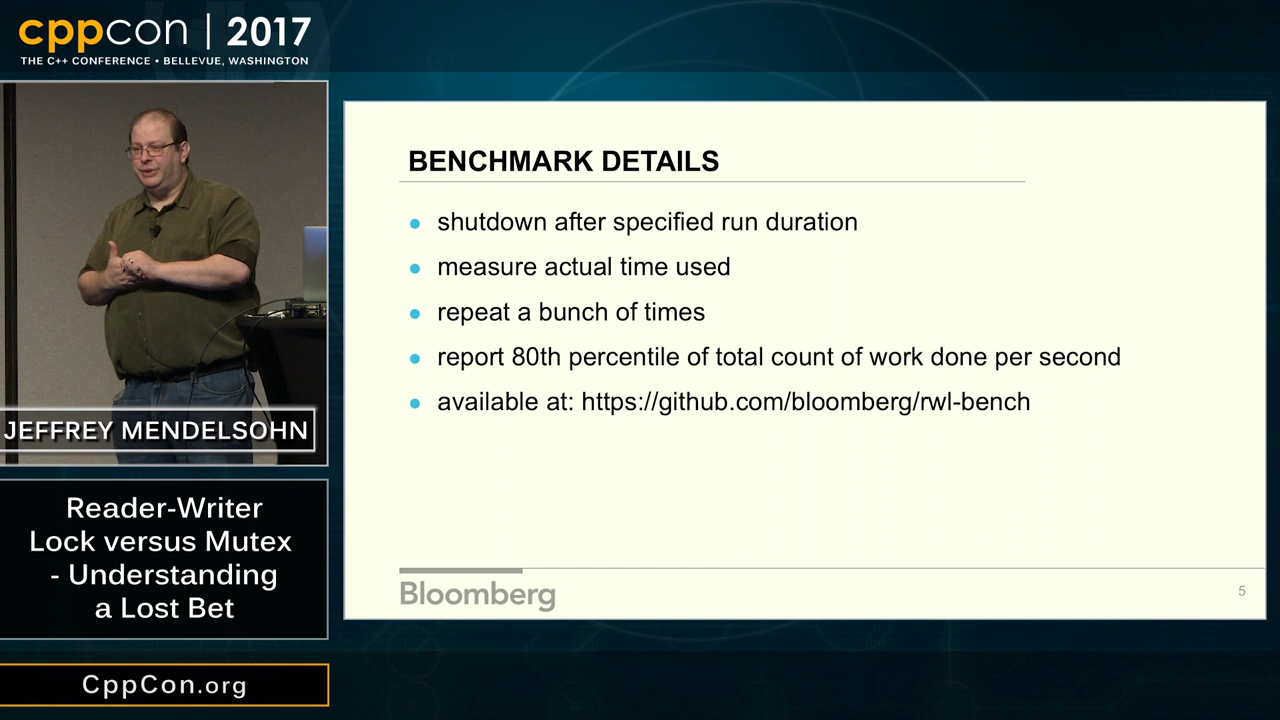 cppcon | 2017
THE C++ CONFERENCE • BELLEVUE, WASHINGTON
JEFFREY MENDELSOHN
Reader-Writer
Lock versus Mutex
- Understanding
a Lost Bet
CppCon.org
BENCHMARK DETAILS
• shutdown after specified run duration
• measure actual time used
• repeat a bunch of times
• report 80th percentile of total count of work done per second
• available at: https://github.com/bloomberg/rwl-bench
Bloomberg
5